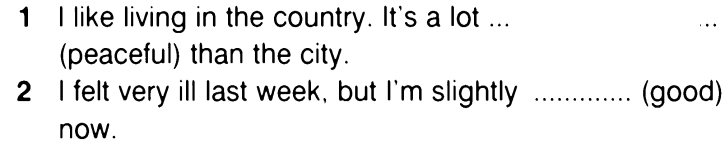 1 I like living in the country. It's a lot ... ...
(peaceful) than the city.
2 I felt very ill last week, but I'm slightly ............. (good)
now.